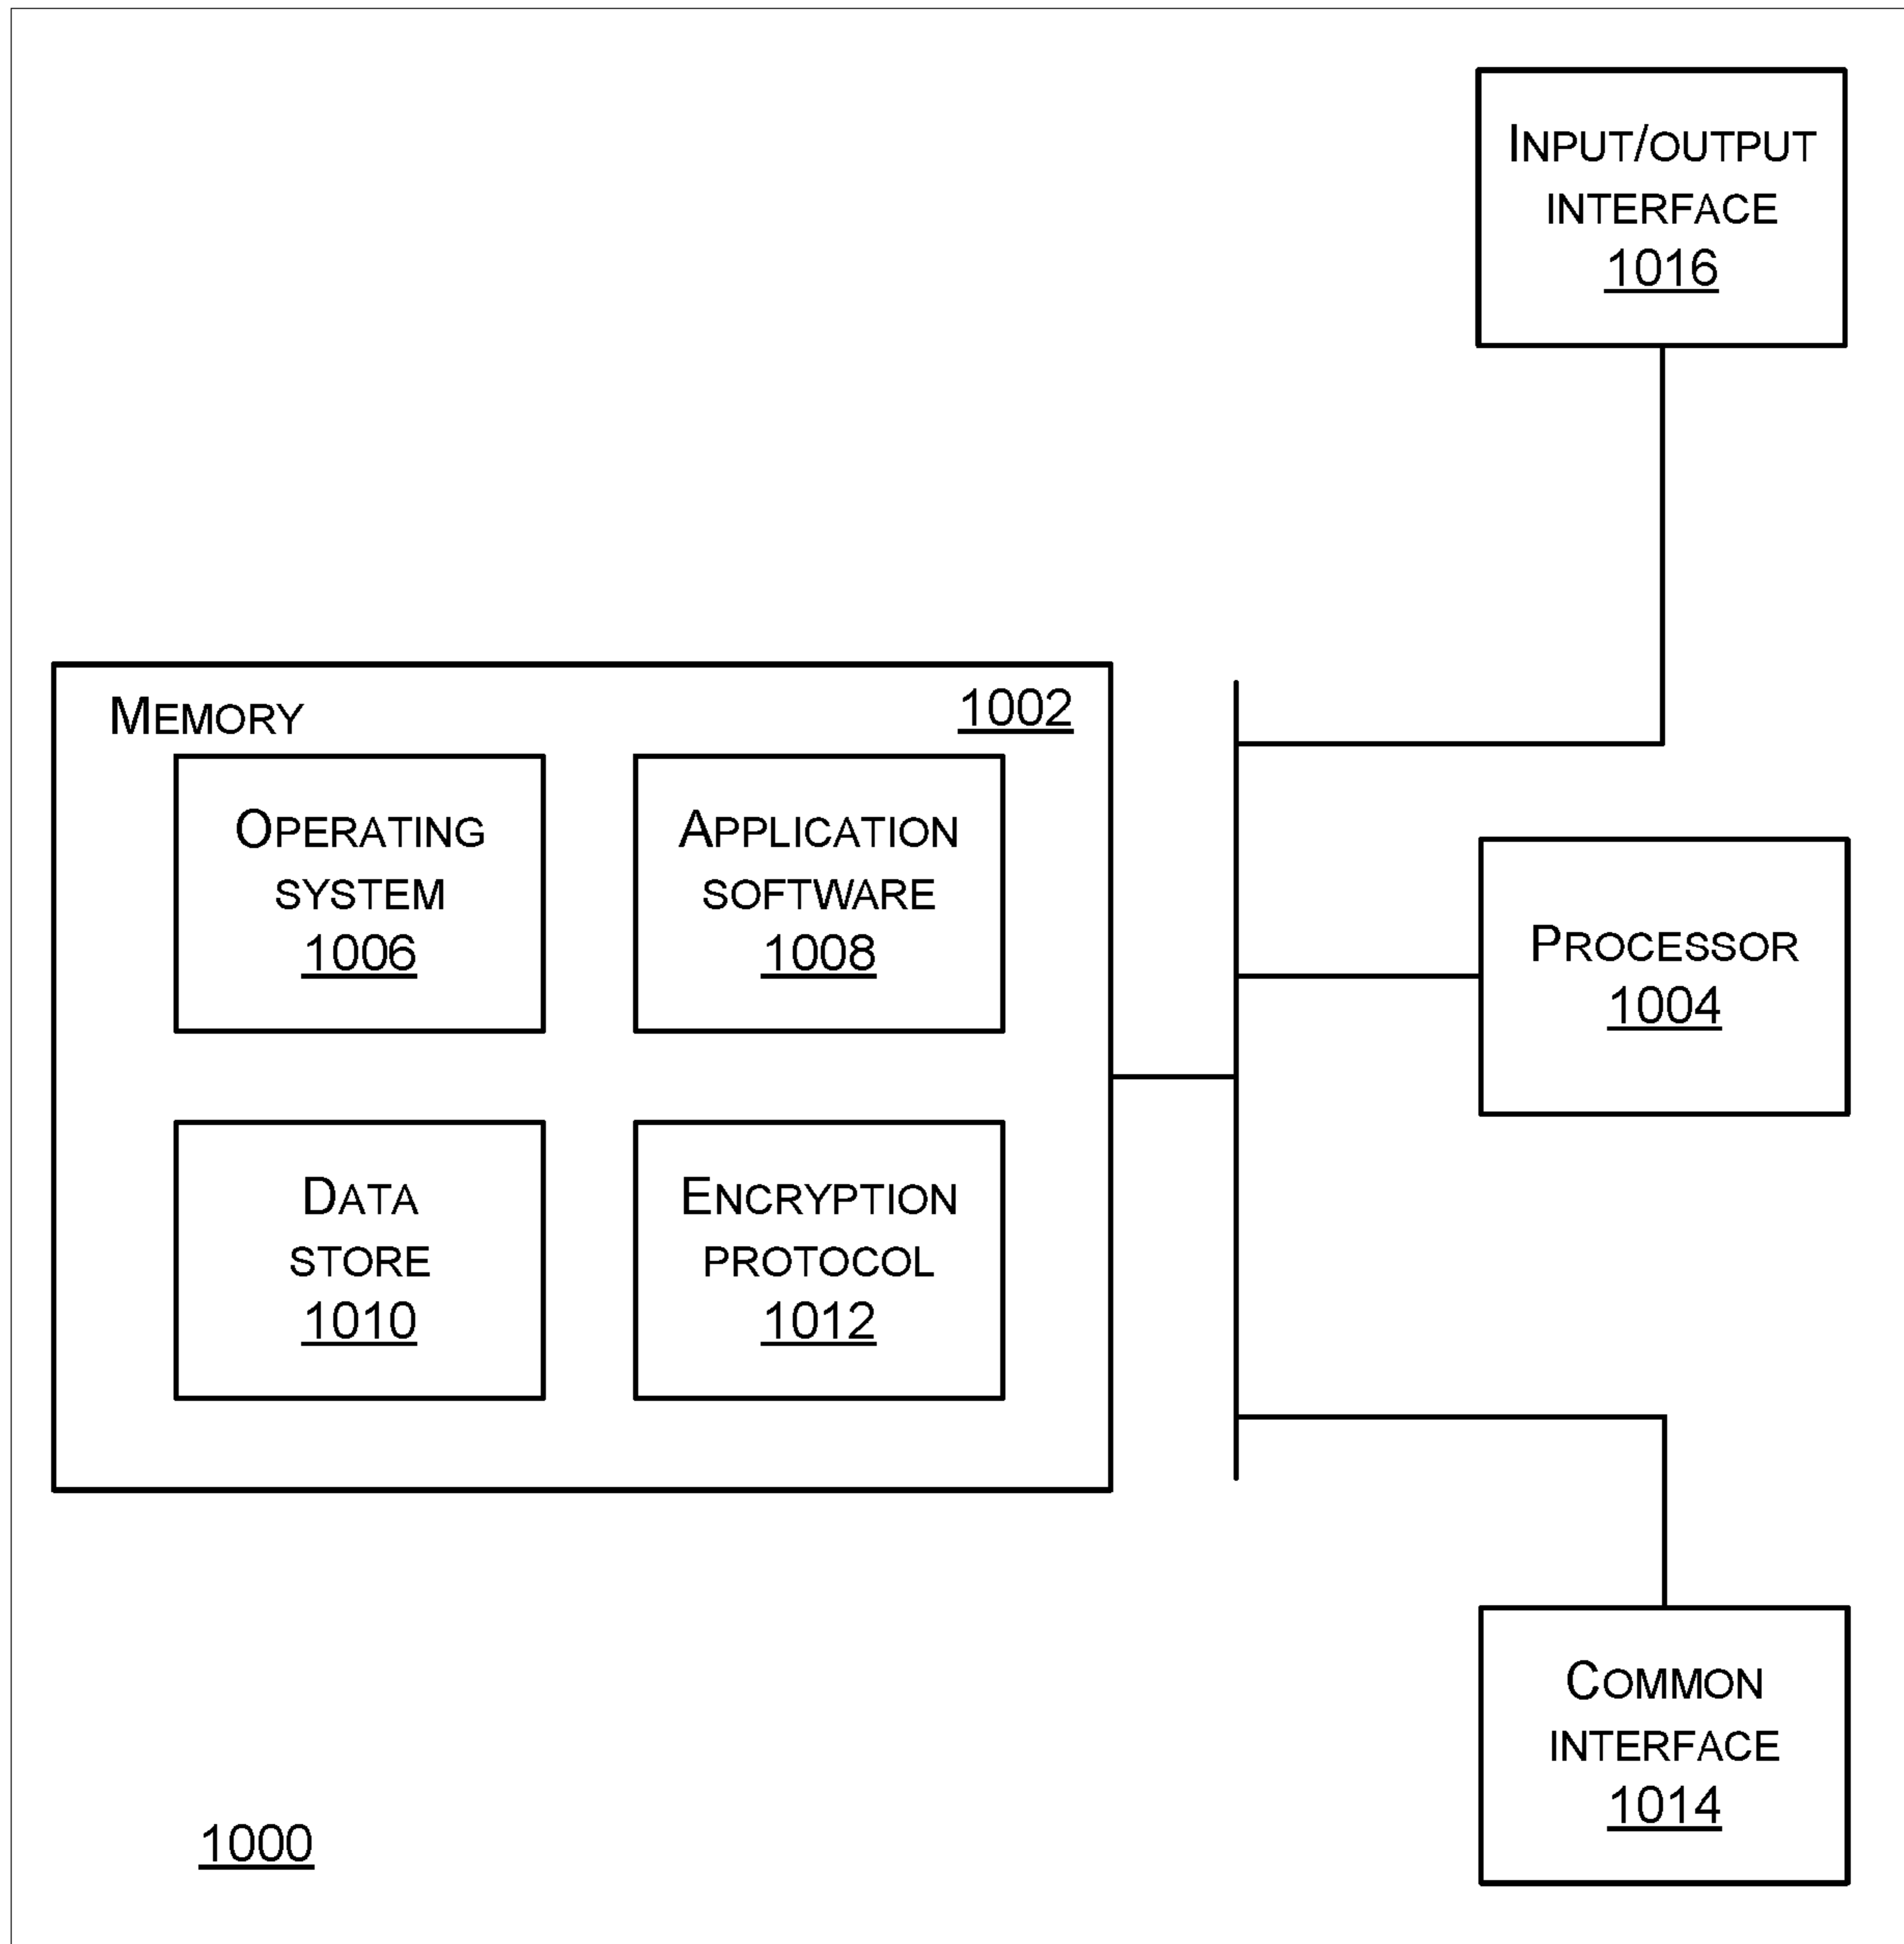 INPUT/OUTPUT
INTERFACE
1016
MEMORY
1002
OPERATING
SYSTEM
1006
APPLICATION
SOFTWARE
1008
PROCESSOR
1004
DATA
STORE
1010
ENCRYPTION
PROTOCOL
1012
COMMON
INTERFACE
1014
1000